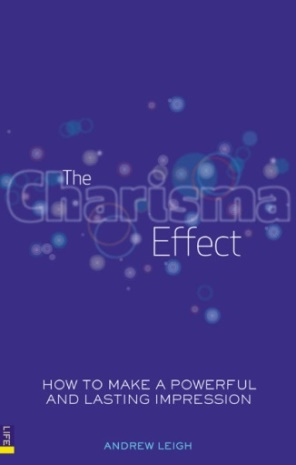 The
Charisma
Effect
HOW TO MAKE A POWERFUL
AND LASTING IMPRESSION
LIFE
ANDREW LEIGH